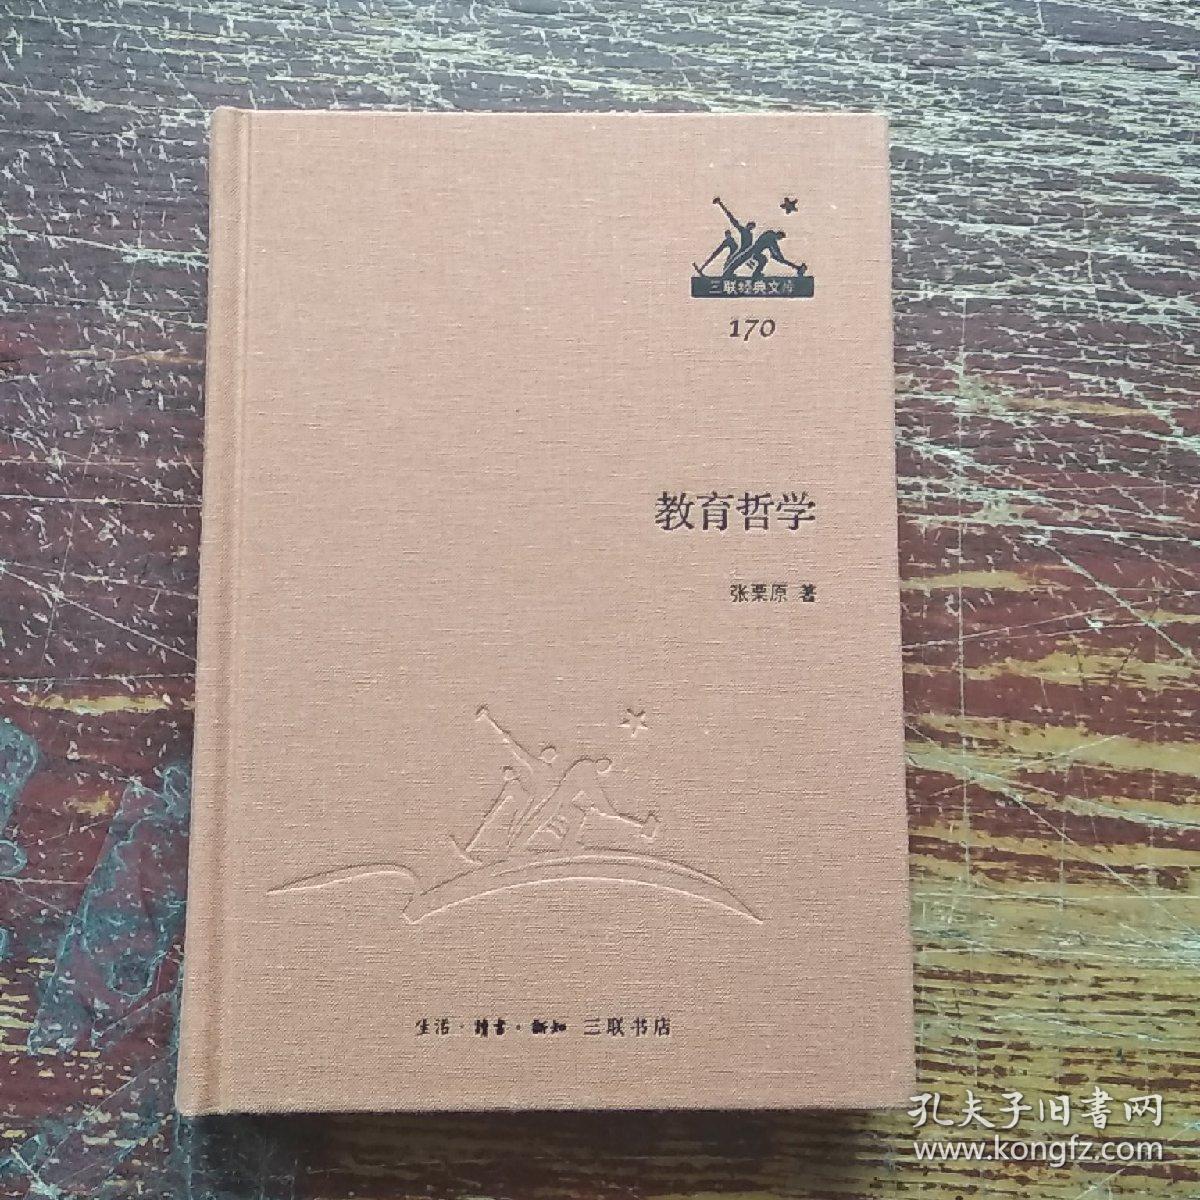 三联经典文库
170
教育哲学
张栗原 著
生活·读书·新知 三联书店
孔夫子旧书网
www.kongfz.com